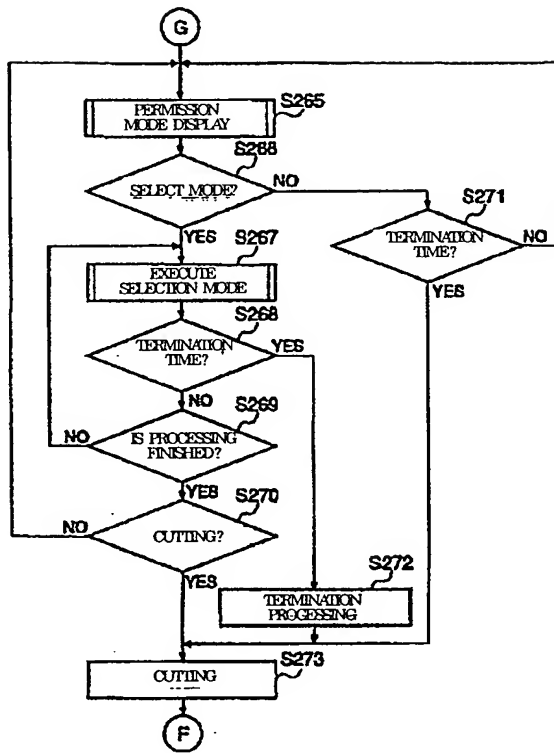 G
S265
PERMISSION
MODE DISPLAY
S266
SELECT MODE?
NO
S271
YES
S267
TERMINATION
TIME?
NO
EXECUTE
SELECTION MODE
YES
S268
TERMINATION
TIME?
YES
NO
S269
NO
IS PROCESSING
FINISHED?
YES
S270
NO
CUTTING?
S272
YES
TERMINATION
PROGESSING
S273
CUTTING
F